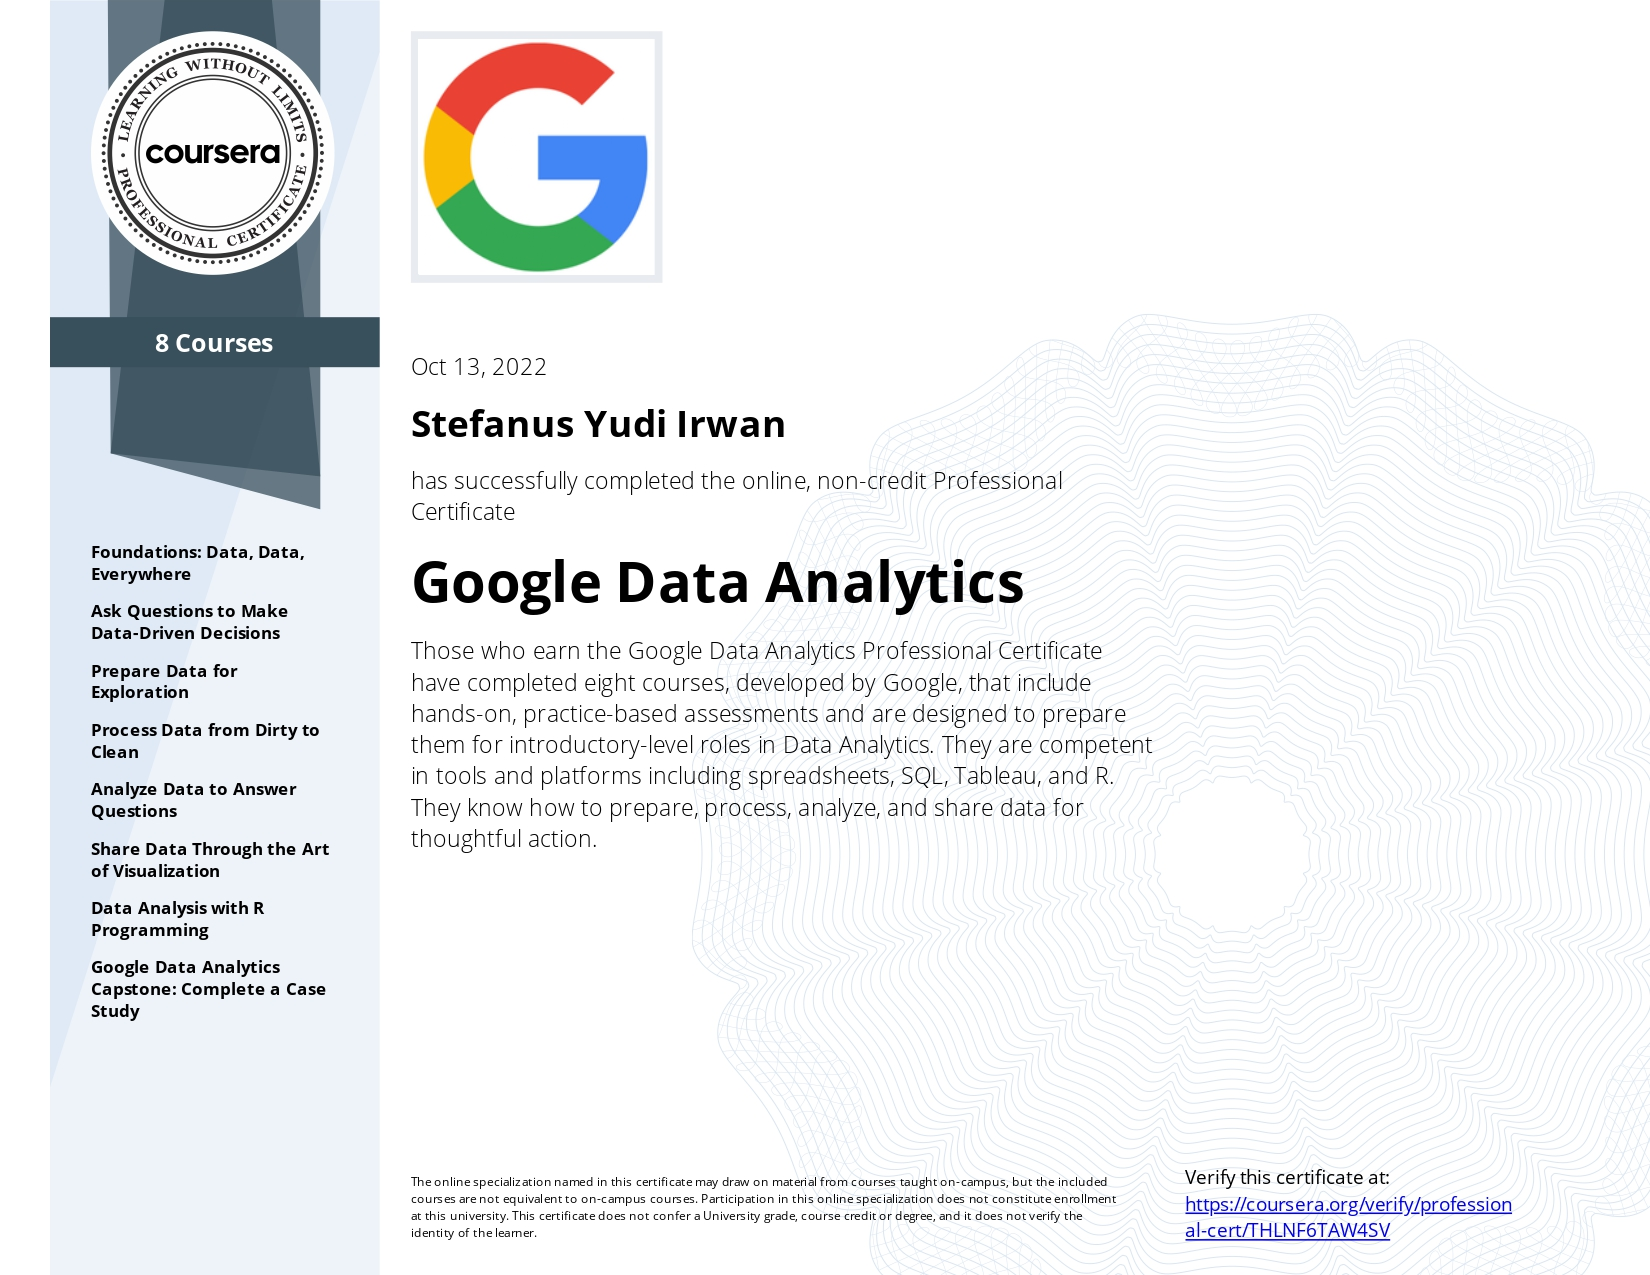 LEARNING WITHOUT LIMITS
coursera
PROFESSIONAL CERTIFICATE
8 Courses
Foundations: Data, Data,
Everywhere
Ask Questions to Make
Data-Driven Decisions
Prepare Data for
Exploration
Process Data from Dirty to
Clean
Analyze Data to Answer
Questions
Share Data Through the Art
of Visualization
Data Analysis with R
Programming
Google Data Analytics
Capstone: Complete a Case
Study
G
Oct 13, 2022
Stefanus Yudi Irwan
has successfully completed the online, non-credit Professional
Certificate
Google Data Analytics
Those who earn the Google Data Analytics Professional Certificate
have completed eight courses, developed by Google, that include
hands-on, practice-based assessments and are designed to prepare
them for introductory-level roles in Data Analytics. They are competent
in tools and platforms including spreadsheets, SQL, Tableau, and R.
They know how to prepare, process, analyze, and share data for
thoughtful action.
The online specialization named in this certificate may draw on material from courses taught on-campus, but the included
courses are not equivalent to on-campus courses. Participation in this online specialization does not constitute enrollment
at this university. This certificate does not confer a University grade, course credit or degree, and it does not verify the
identity of the learner.
Verify this certificate at:
https://coursera.org/verify/profession
al-cert/THLNF6TAW4SV